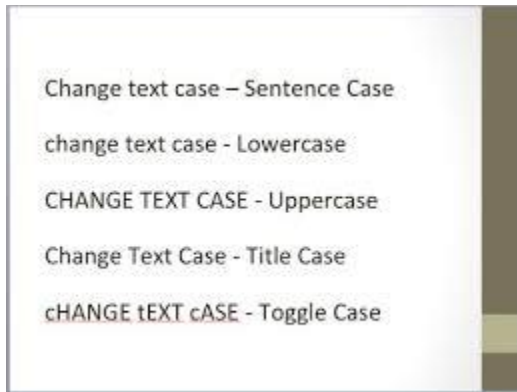 Change text case – Sentence Case
change text case - Lowercase
CHANGE TEXT CASE - Uppercase
Change Text Case - Title Case
cHANGE tEXT cASE - Toggle Case